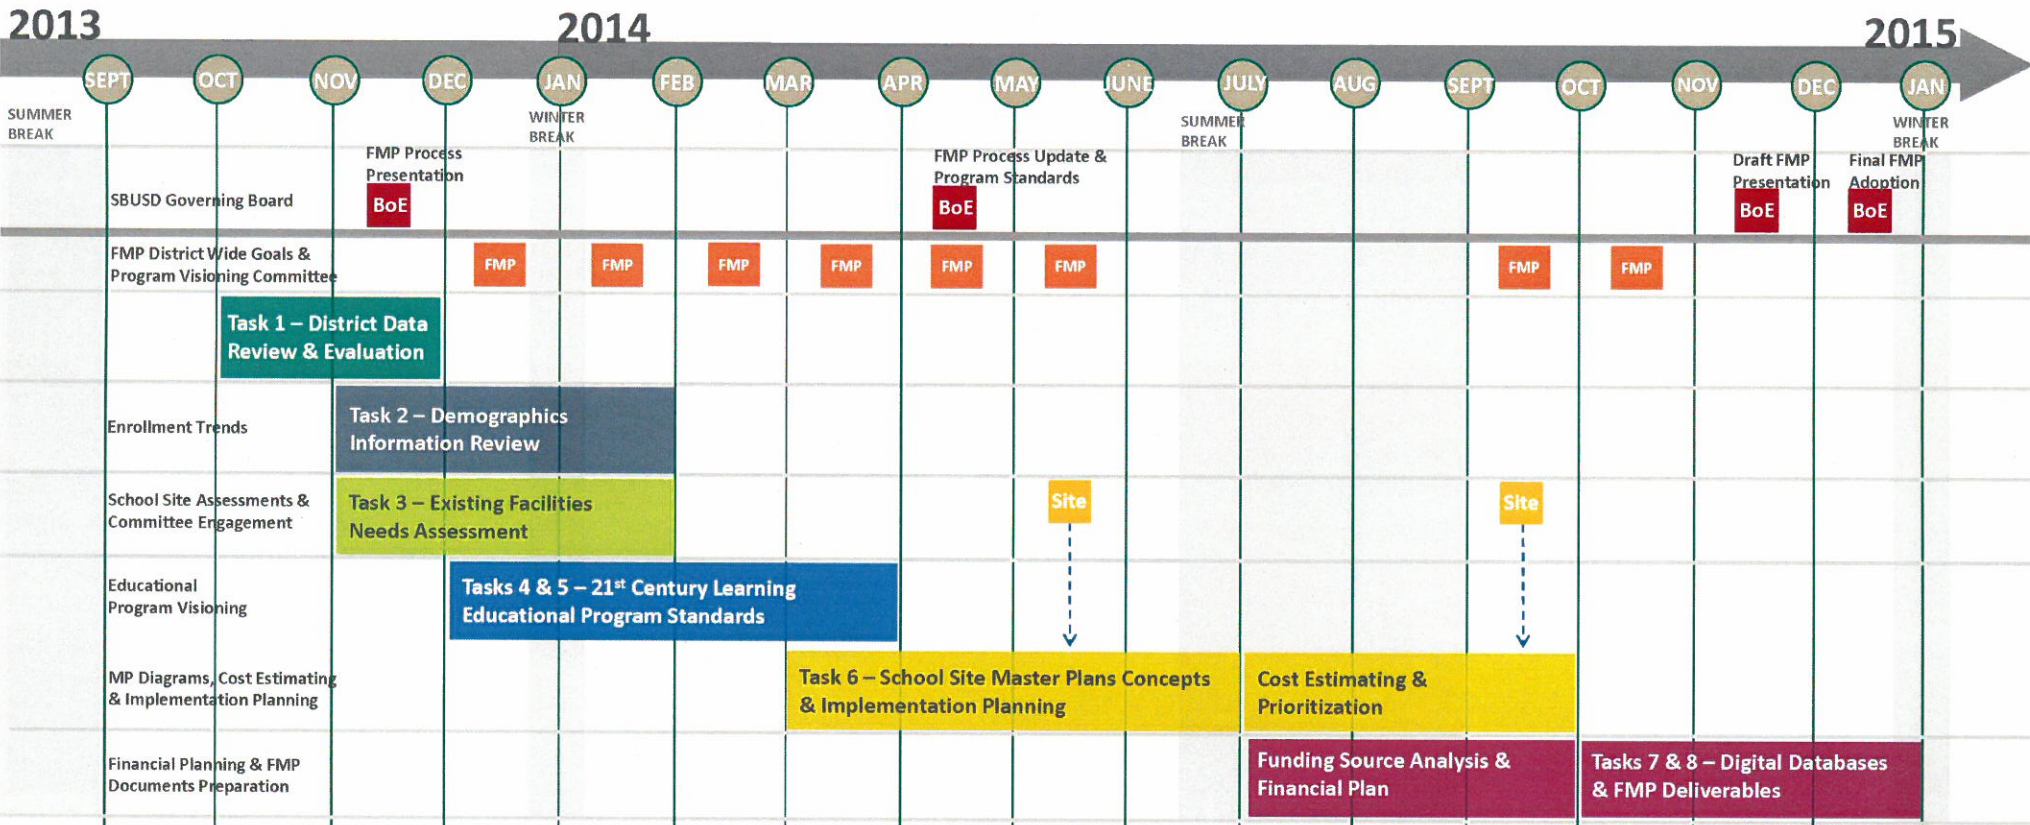 2013
2014
2015
SEPT
OCT
NOV
DEC
JAN
FEB
MAR
APR
MAY
JUNE
JULY
AUG
SEPT
OCT
NOV
DEC
JAN
SUMMER
BREAK
WINTER
BREAK
SUMMER
BREAK
WINTER
BREAK
FMP Process
Presentation
FMP Process Update &
Program Standards
Draft FMP
Presentation
Final FMP
Adoption
SBUSD Governing Board
BoE
BoE
BoE
BoE
FMP District Wide Goals &
Program Visioning Committee
FMP
FMP
FMP
FMP
FMP
FMP
FMP
FMP
Task 1 – District Data
Review & Evaluation
Enrollment Trends
Task 2 – Demographics
Information Review
School Site Assessments &
Committee Engagement
Task 3 – Existing Facilities
Needs Assessment
Site
Site
Educational
Program Visioning
Tasks 4 & 5 – 21st Century Learning
Educational Program Standards
MP Diagrams, Cost Estimating
& Implementation Planning
Task 6 – School Site Master Plans Concepts
& Implementation Planning
Cost Estimating &
Prioritization
Financial Planning & FMP
Documents Preparation
Funding Source Analysis &
Financial Plan
Tasks 7 & 8 – Digital Databases
& FMP Deliverables